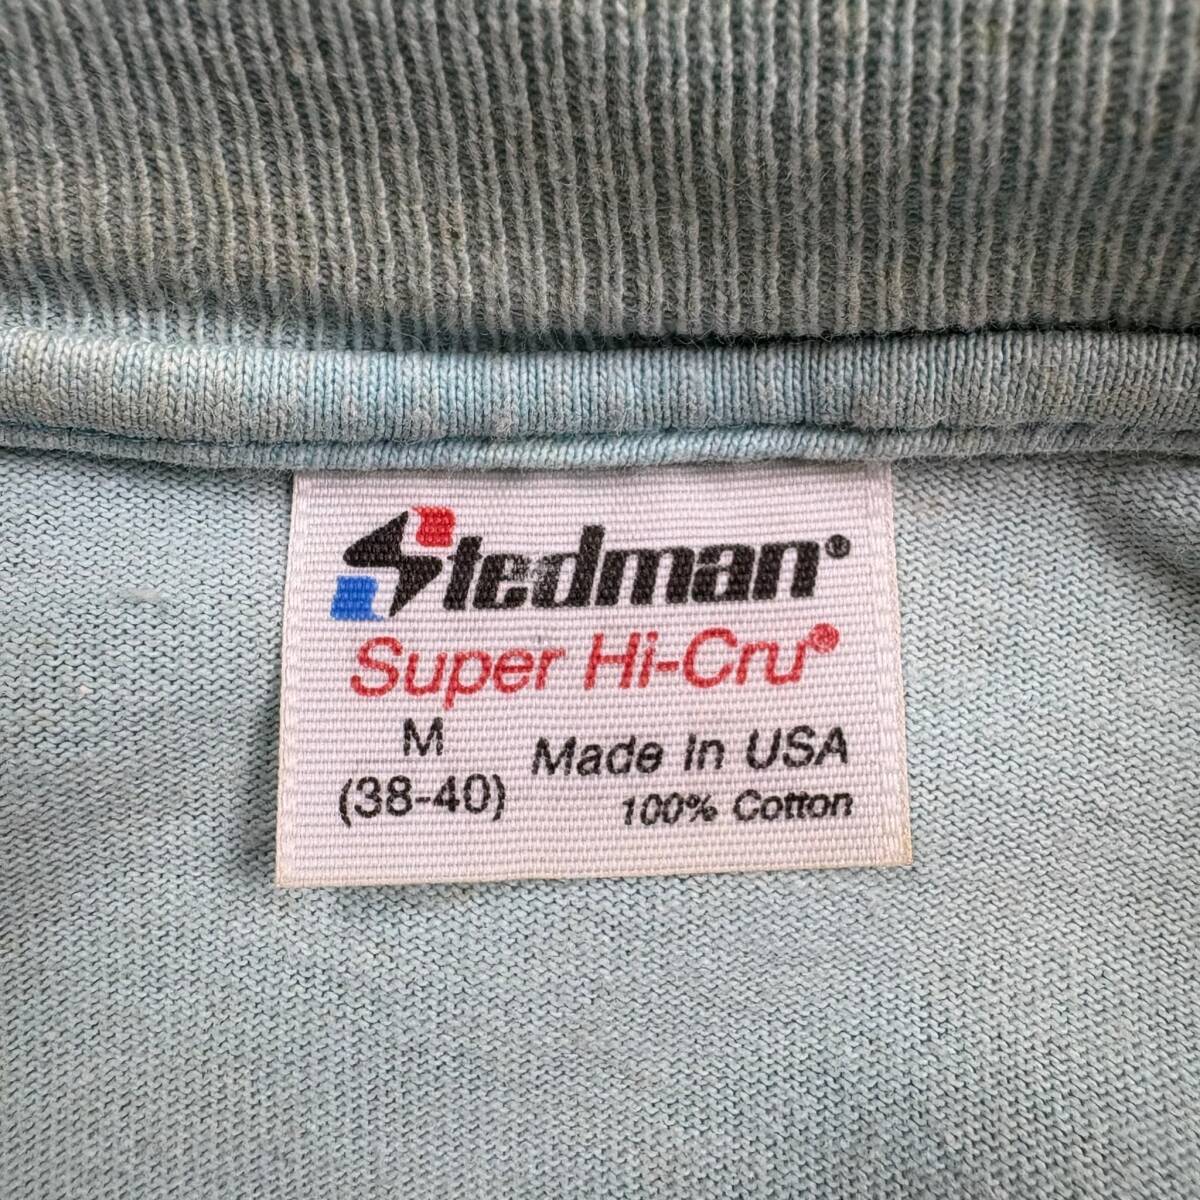 Stedman®
Super Hi-Cru®
M
(38-40)
Made In USA
100% Cotton